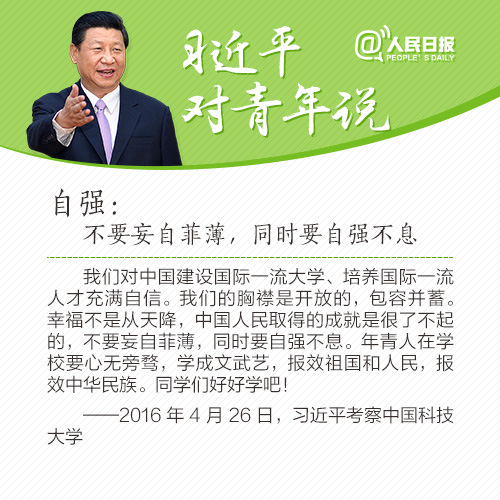 习近平
对青年说
@人民日报
PEOPLE'S DAILY
自强：
不要妄自菲薄，同时要自强不息
我们对中国建设国际一流大学、培养国际一流
人才充满自信。我们的胸襟是开放的，包容并蓄。
幸福不是从天降，中国人民取得的成就是很了不起
的，不要妄自菲薄，同时要自强不息。年青人在学
校要心无旁骛，学成文武艺，报效祖国和人民，报
效中华民族。同学们好好学吧！
——2016 年 4 月 26 日，习近平考察中国科技
大学